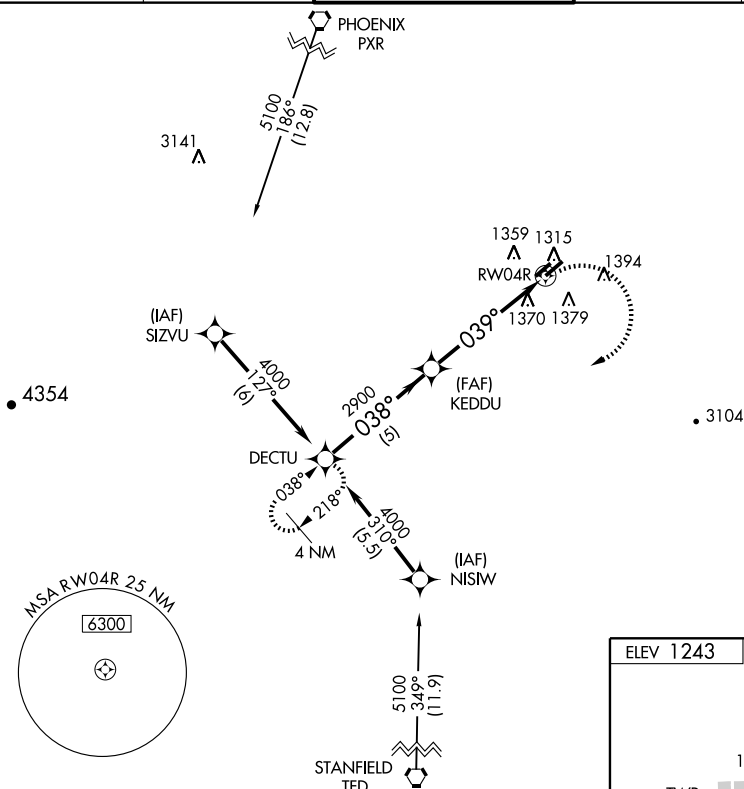 PHOENIX
PXR
5100
186°
(12.8)
3141
1359
1315
1394
RW04R
1370
1379
039°
(IAF)
SIZVU
4000
127°
(6)
4354
2900
038°
(5)
(FAF)
KEDDU
3104
DECTU
038°
218°
4 NM
4000
310°
(5.5)
(IAF)
NISIW
MSA RW04R 25 NM
6300
5100
349°
(11.9)
STANFIELD
ELEV 1243
1